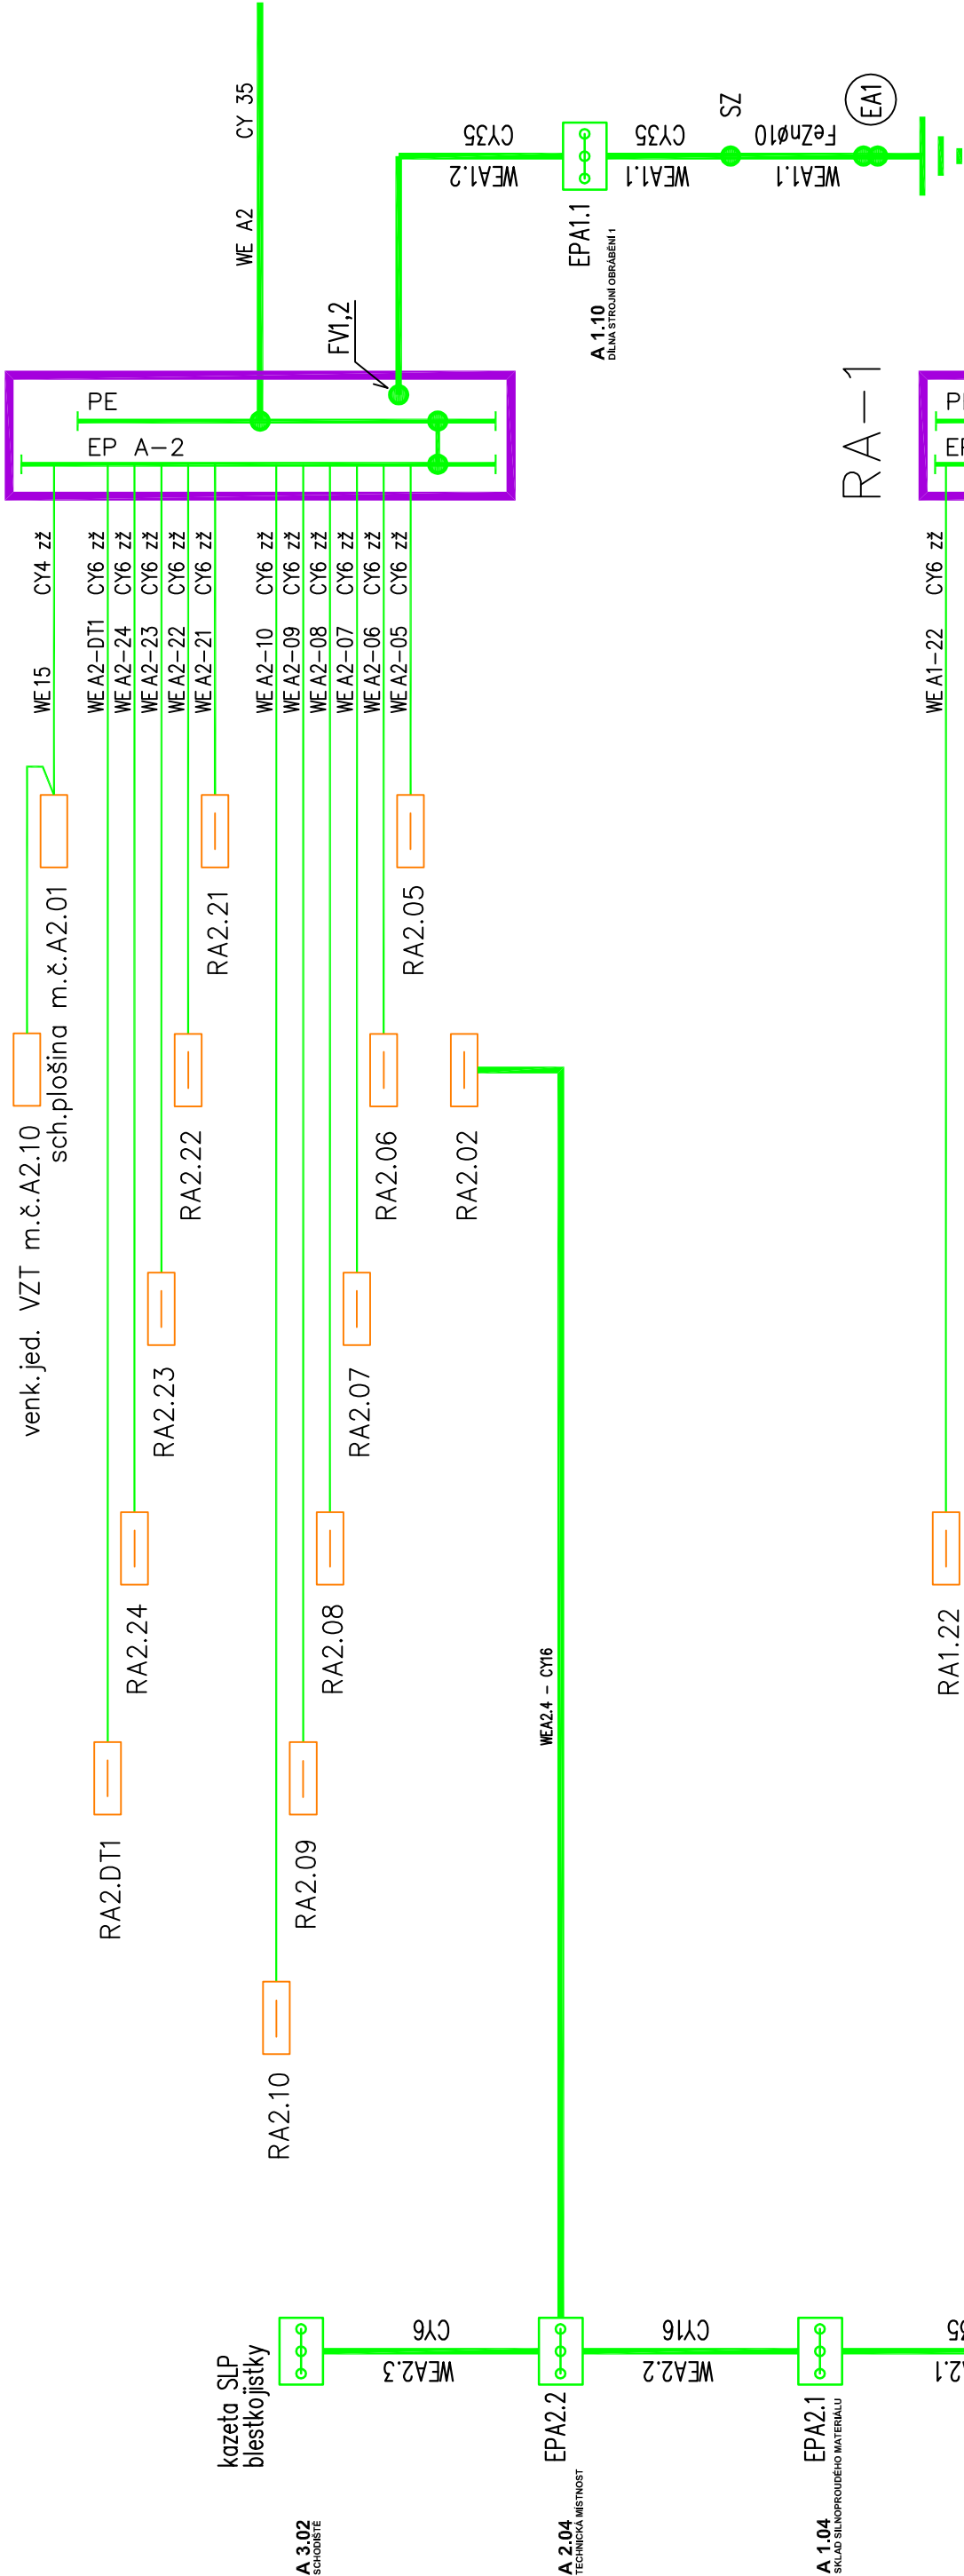 WE A2
CY 35
FV1,2
PE
EP A-2
WEA1.2
CY35
EPA1.1
A 1.10
DÍLNA STROJNÍ OBRÁBĚNÍ 1
WEA1.1
CY35
SZ
WEA1.1
FeZnø10
EA1
WE15 CY4 zž
WE A2-DT1 CY6 zž
WE A2-24 CY6 zž
WE A2-23 CY6 zž
WE A2-22 CY6 zž
WE A2-21 CY6 zž
WE A2-10 CY6 zž
WE A2-09 CY6 zž
WE A2-08 CY6 zž
WE A2-07 CY6 zž
WE A2-06 CY6 zž
WE A2-05 CY6 zž
RA-1
PE
WE A1-22 CY6 zž
venk.jed. VZT m.č.A2.10
sch.plošina m.č.A2.01
RA2.21
RA2.05
RA2.22
RA2.06
RA2.02
RA2.23
RA2.07
RA2.24
RA2.08
RA2.DT1
RA2.09
RA2.10
WEA2.4 - CY16
RA1.22
kazeta SLP
blestkojistky
A 3.02
SCHODIŠTĚ
WEA2.3
CY6
EPA2.2
A 2.04
TECHNICKÁ MÍSTNOST
WEA2.2
CY16
EPA2.1
A 1.04
SKLAD SILNOPROUDÉHO MATERIÁLU